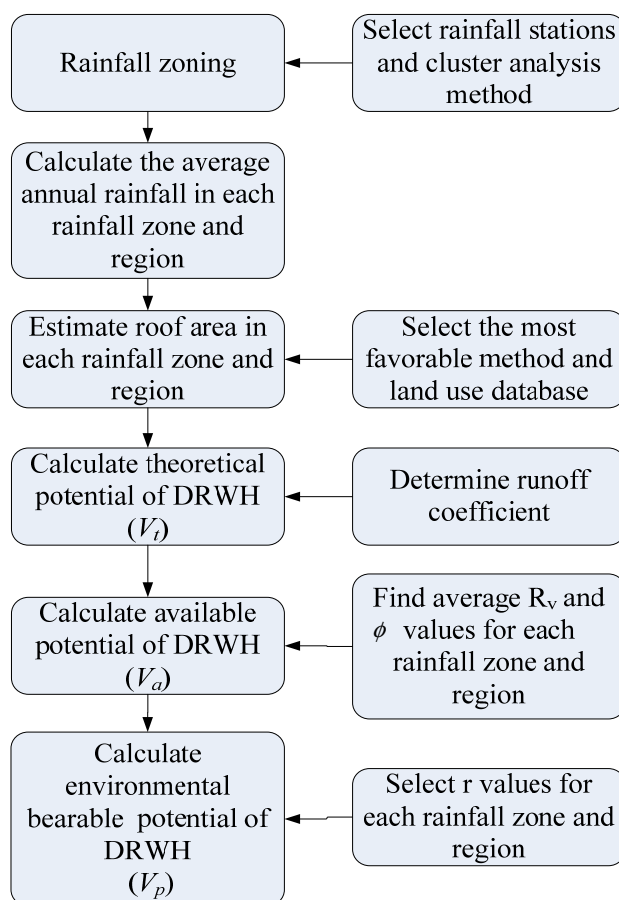 Rainfall zoning
Select rainfall stations
and cluster analysis
method
Calculate the average
annual rainfall in each
rainfall zone and
region
Estimate roof area in
each rainfall zone and
region
Select the most
favorable method and
land use database
Calculate theoretical
potential of DRWH
(Vt)
Determine runoff
coefficient
Calculate available
potential of DRWH
(Va)
Find average Rv and
ϕ values for each
rainfall zone and
region
Calculate
environmental
bearable potential of
DRWH
(Vp)
Select r values for
each rainfall zone and
region